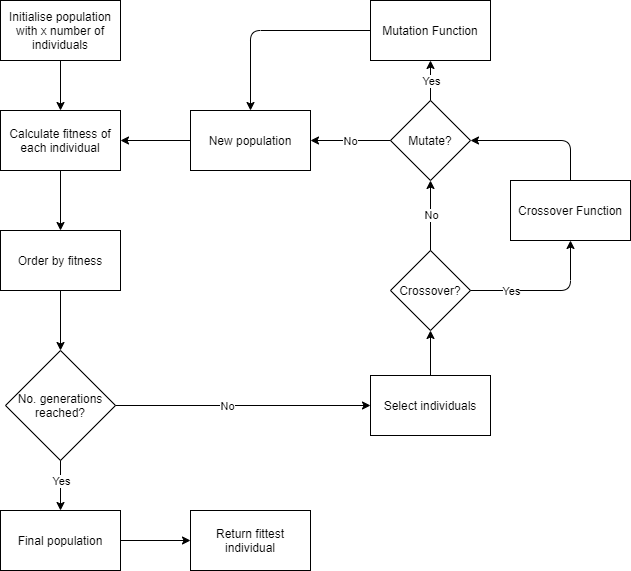 Initialise population
with x number of
individuals
Mutation Function
Yes
Calculate fitness of
each individual
New population
No
Mutate?
Crossover Function
No
Order by fitness
Crossover?
Yes
No. generations
reached?
No
Select individuals
Yes
Final population
Return fittest
individual